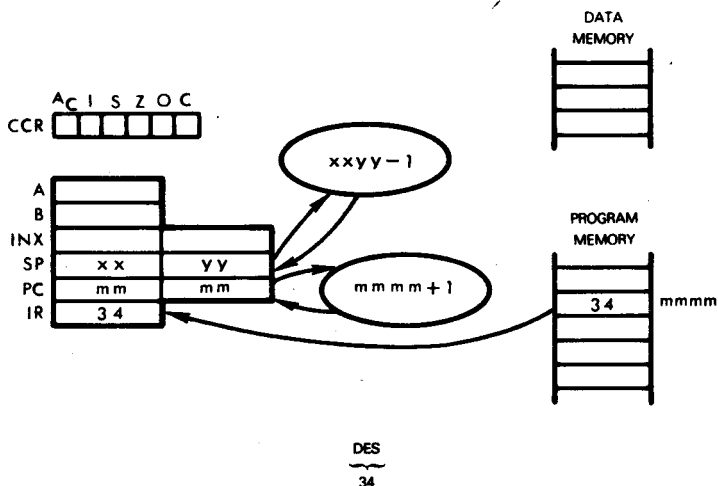 DATA
MEMORY
AC I S Z O C
CCR
xxyy-1
A
B
INX
SP xx yy
PC mm mm
IR 34
PROGRAM
MEMORY
mmmm+1
34 mmmm
DES
34